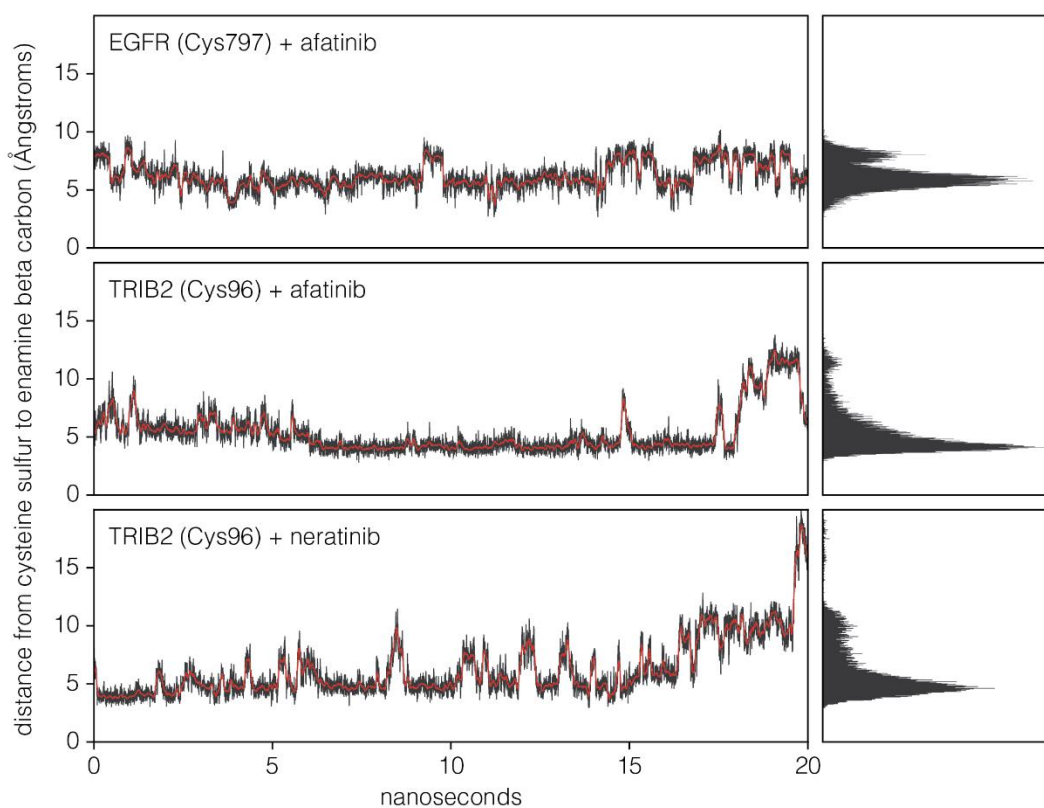 distance from cysteine sulfur to enamine beta carbon (Ångstroms)
EGFR (Cys797) + afatinib
15
10
5
0
TRIB2 (Cys96) + afatinib
15
10
5
0
TRIB2 (Cys96) + neratinib
15
10
5
0
0 5 10 15 20
nanoseconds